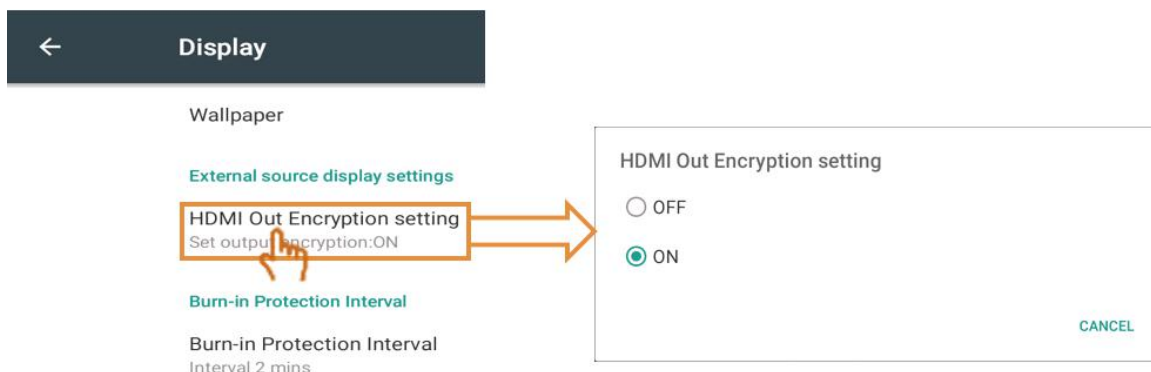 Display
Wallpaper
External source display settings
HDMI Out Encryption setting
Set output encryption:ON
Burn-in Protection Interval
Burn-in Protection Interval
Interval 2 mins
HDMI Out Encryption setting
OFF
ON
CANCEL